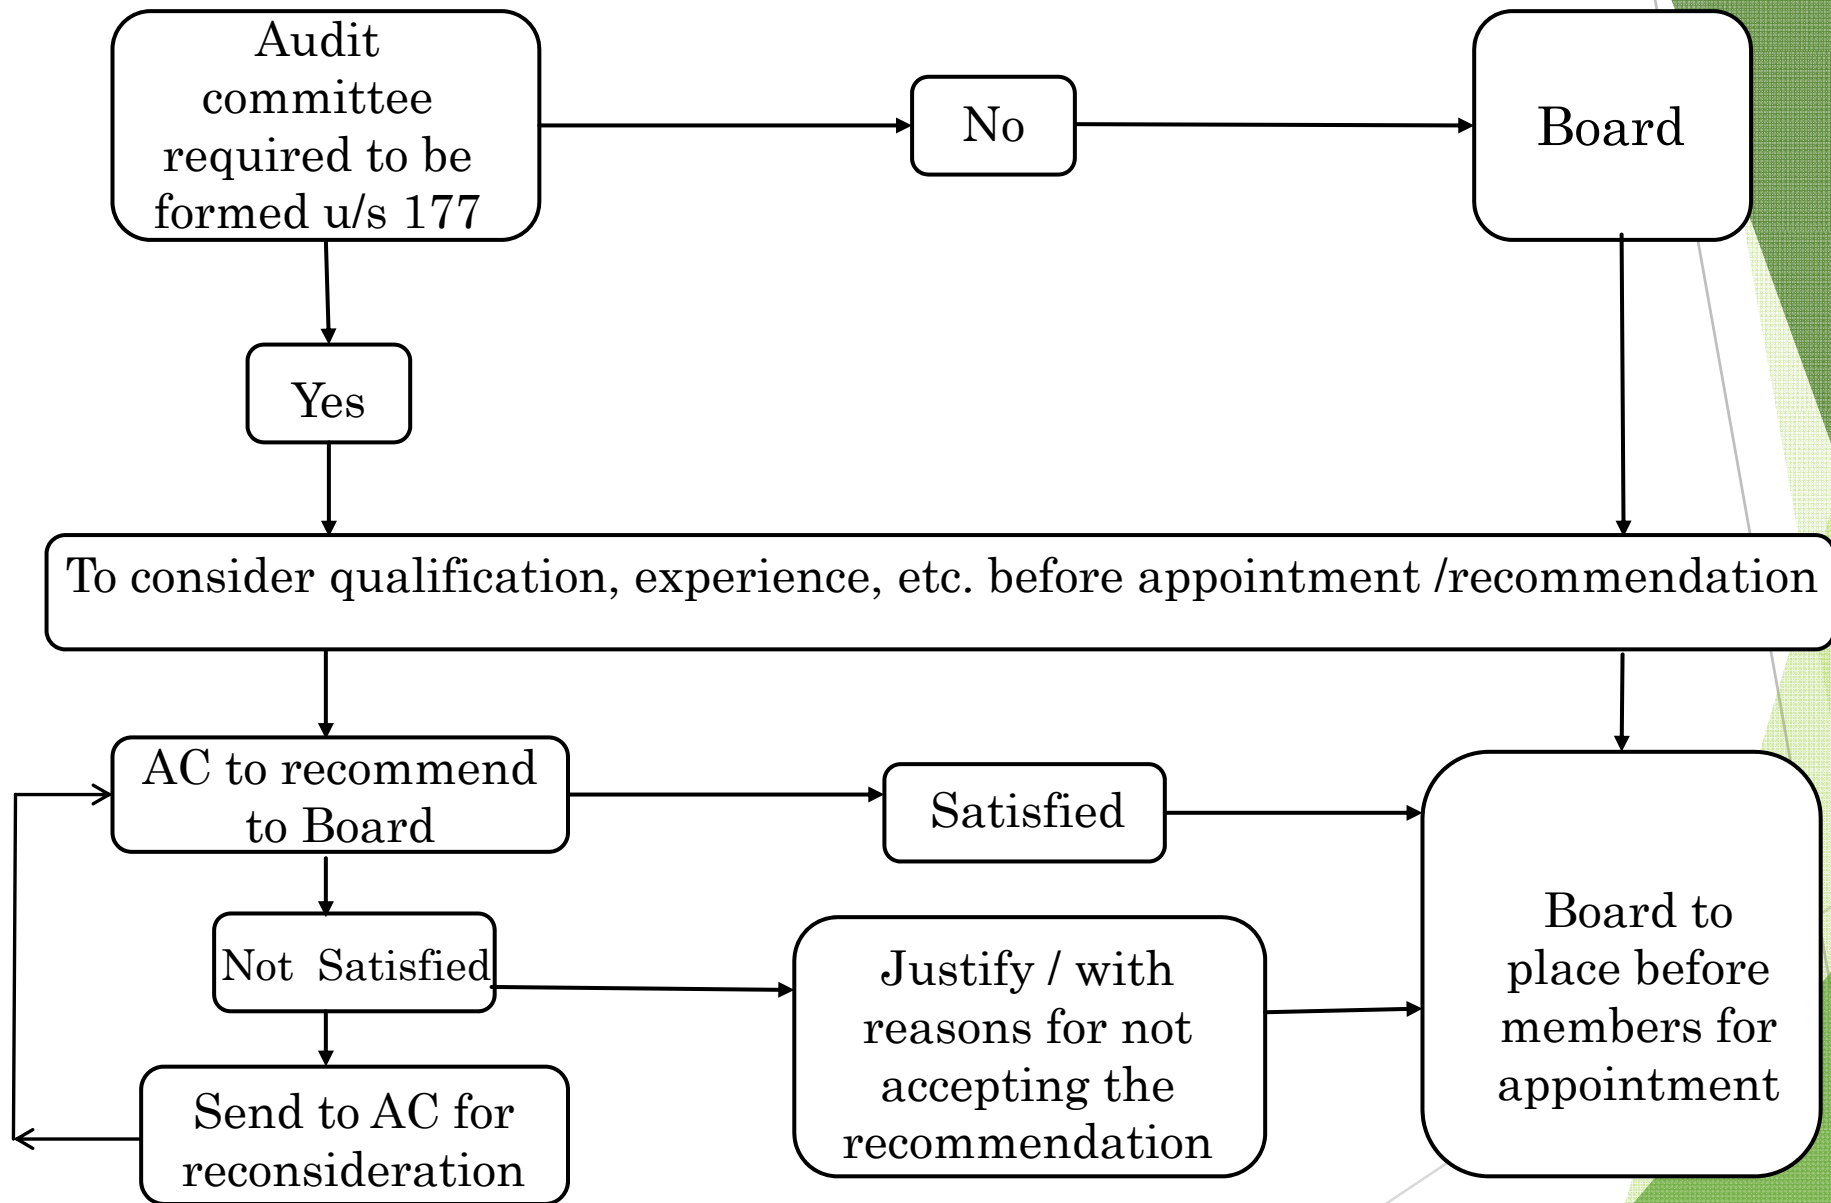 Audit
committee
required to be
formed u/s 177
No
Board
Yes
To consider qualification, experience, etc. before appointment /recommendation
AC to recommend
to Board
Satisfied
Not Satisfied
Justify / with
reasons for not
accepting the
recommendation
Board to
place before
members for
appointment
Send to AC for
reconsideration